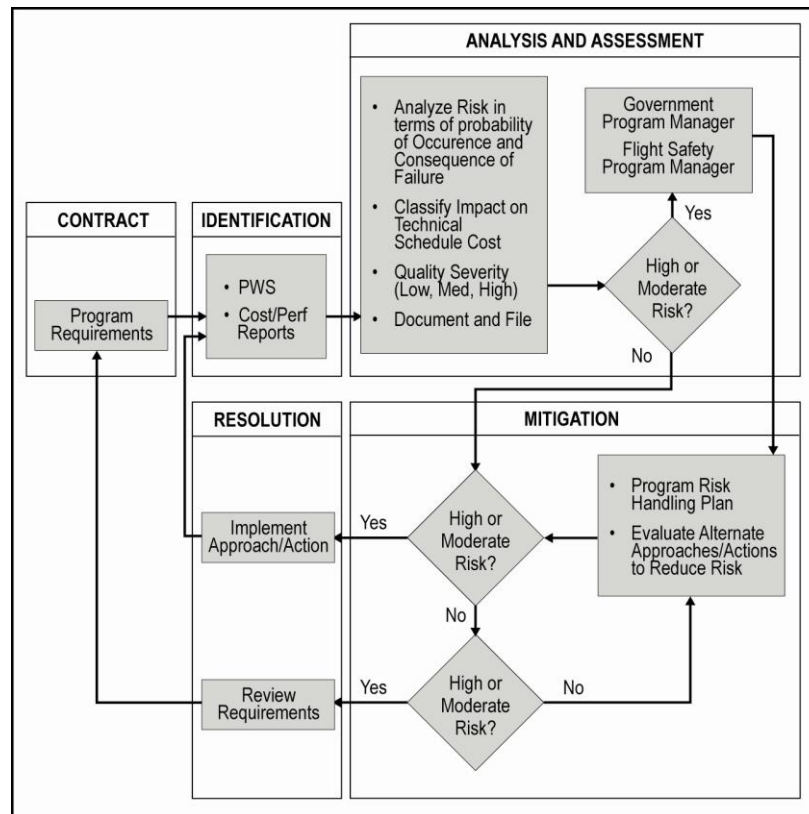 ANALYSIS AND ASSESSMENT
• Analyze Risk in
terms of probability
of Occurence and
Consequence of
Failure
• Classify Impact on
Technical
Schedule Cost
• Quality Severity
(Low, Med, High)
• Document and File
Government
Program Manager
Flight Safety
Program Manager
Yes
High or
Moderate
Risk?
No
CONTRACT
Program
Requirements
IDENTIFICATION
• PWS
• Cost/Perf
Reports
RESOLUTION
Implement
Approach/Action
Review
Requirements
MITIGATION
Yes
High or
Moderate
Risk?
No
• Program Risk
Handling Plan
• Evaluate Alternate
Approaches/Actions
to Reduce Risk
Yes
High or
Moderate
Risk?
No